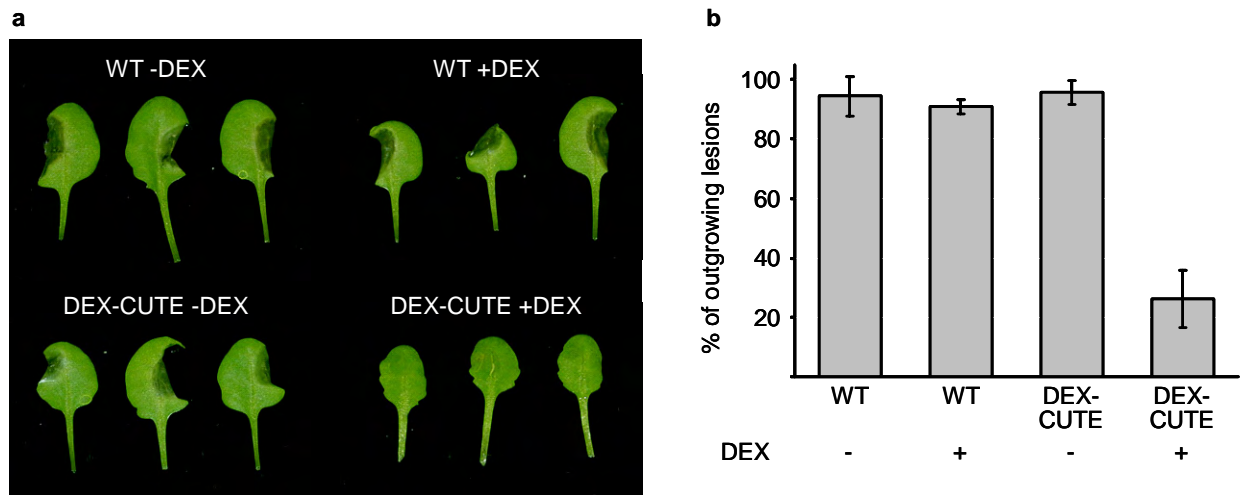 a
WT -DEX
WT +DEX
DEX-CUTE -DEX
DEX-CUTE +DEX
b
% of outgrowing lesions
100
80
60
40
20
WT
WT
DEX-
CUTE
DEX-
CUTE
DEX - + - +